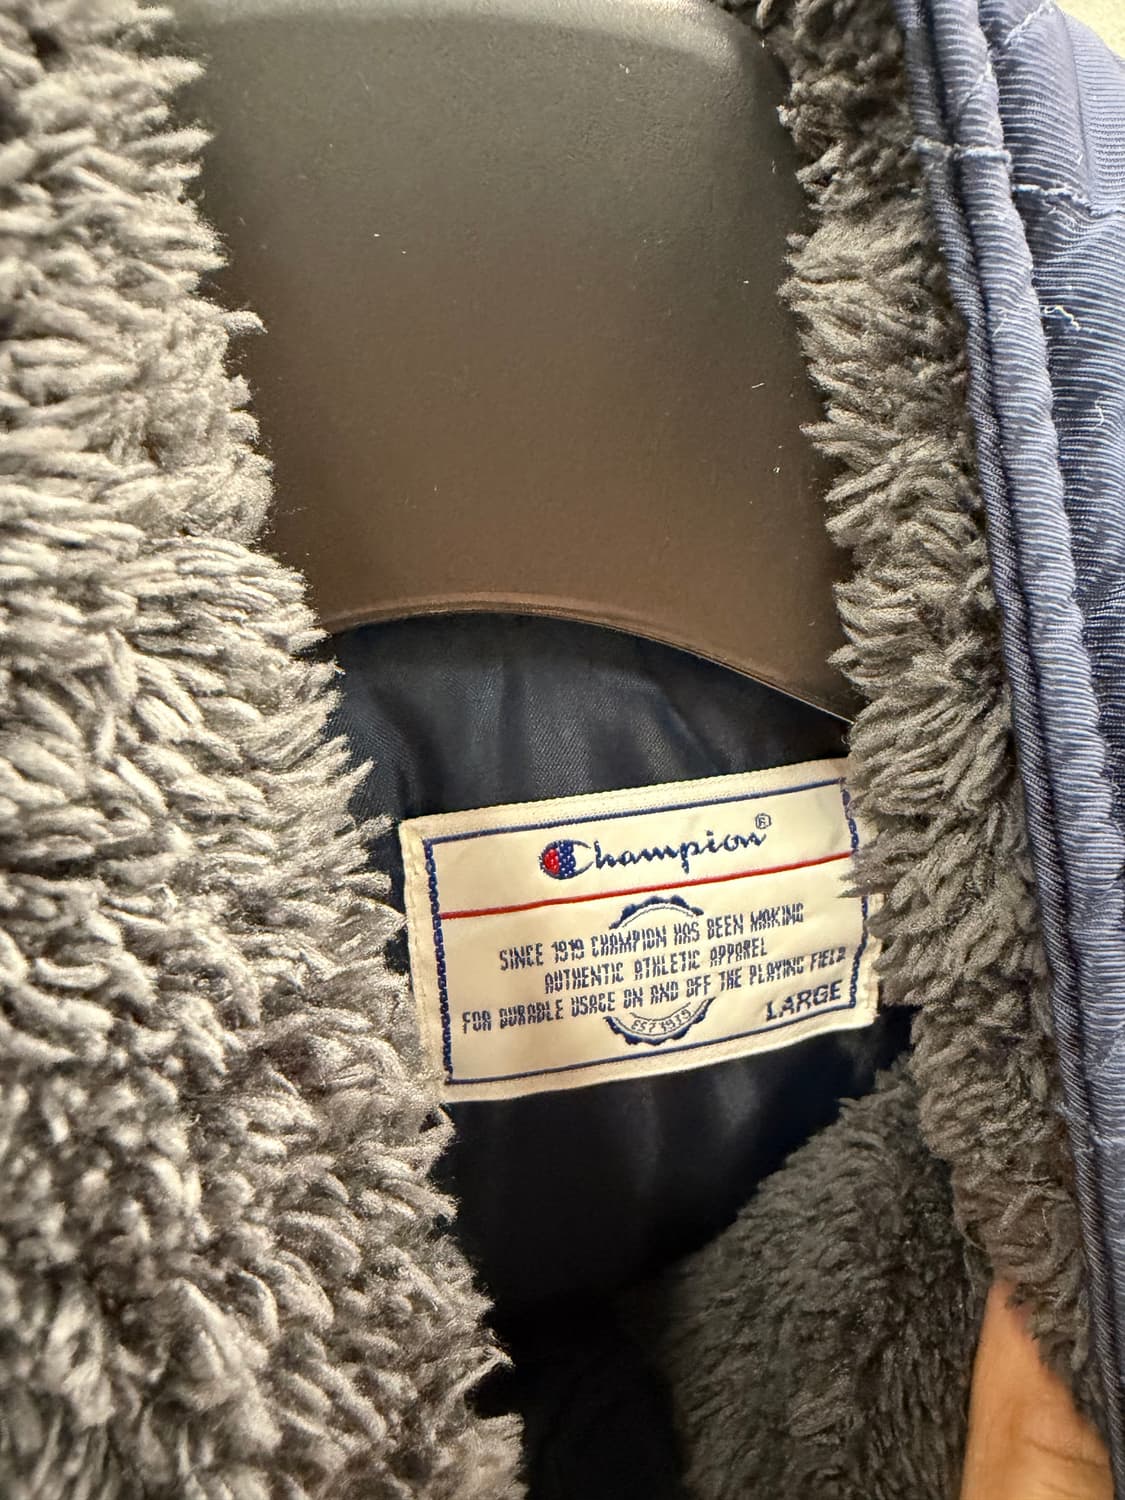 Champion®
SINCE 1919 CHAMPION HAS BEEN MAKING
AUTHENTIC ATHLETIC APPAREL
FOR DURABLE USAGE ON AND OFF THE PLAYING FIELD
EST 1919
LARGE